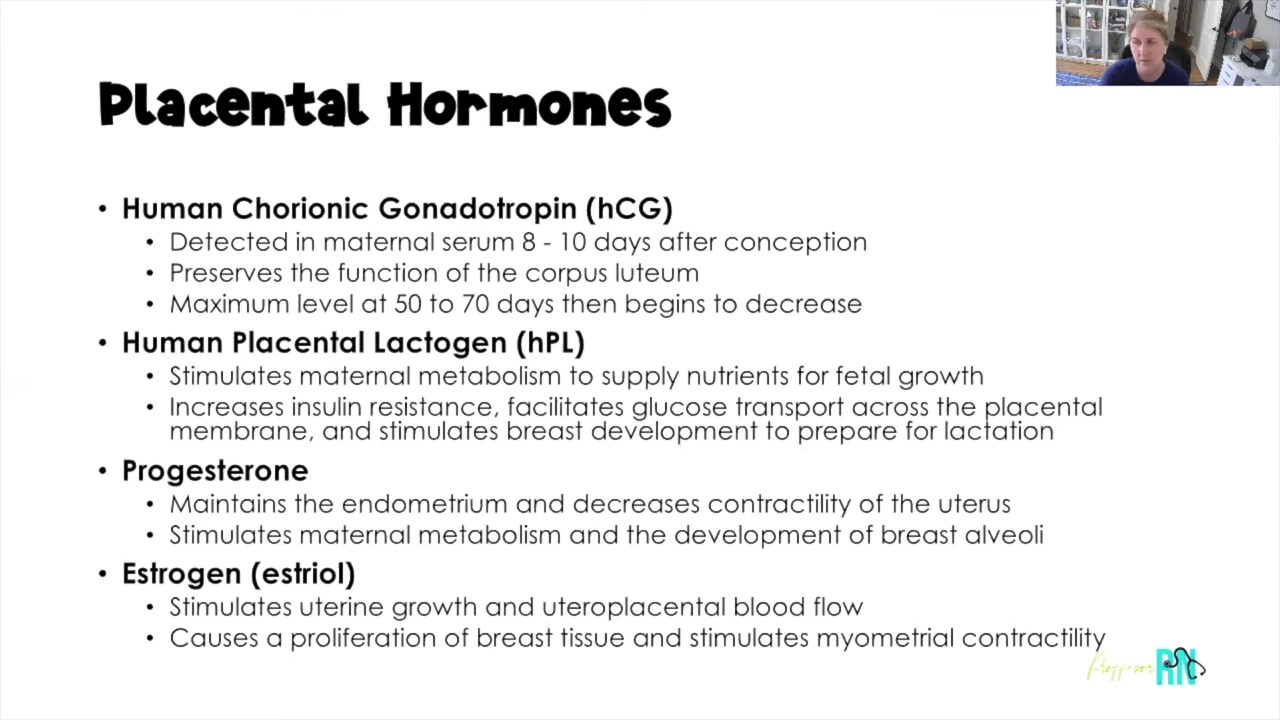 Placental Hormones
• Human Chorionic Gonadotropin (hCG)
• Detected in maternal serum 8 - 10 days after conception
• Preserves the function of the corpus luteum
• Maximum level at 50 to 70 days then begins to decrease
• Human Placental Lactogen (hPL)
• Stimulates maternal metabolism to supply nutrients for fetal growth
• Increases insulin resistance, facilitates glucose transport across the placental
membrane, and stimulates breast development to prepare for lactation
• Progesterone
• Maintains the endometrium and decreases contractility of the uterus
• Stimulates maternal metabolism and the development of breast alveoli
• Estrogen (estriol)
• Stimulates uterine growth and uteroplacental blood flow
• Causes a proliferation of breast tissue and stimulates myometrial contractility
RN